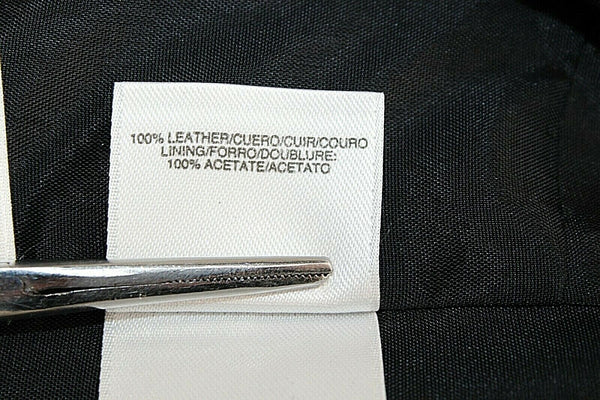 100% LEATHER/CUERO/CUIR/COURO
LINING/FORRO/DOUBLURE:
100% ACETATE/ACETATO